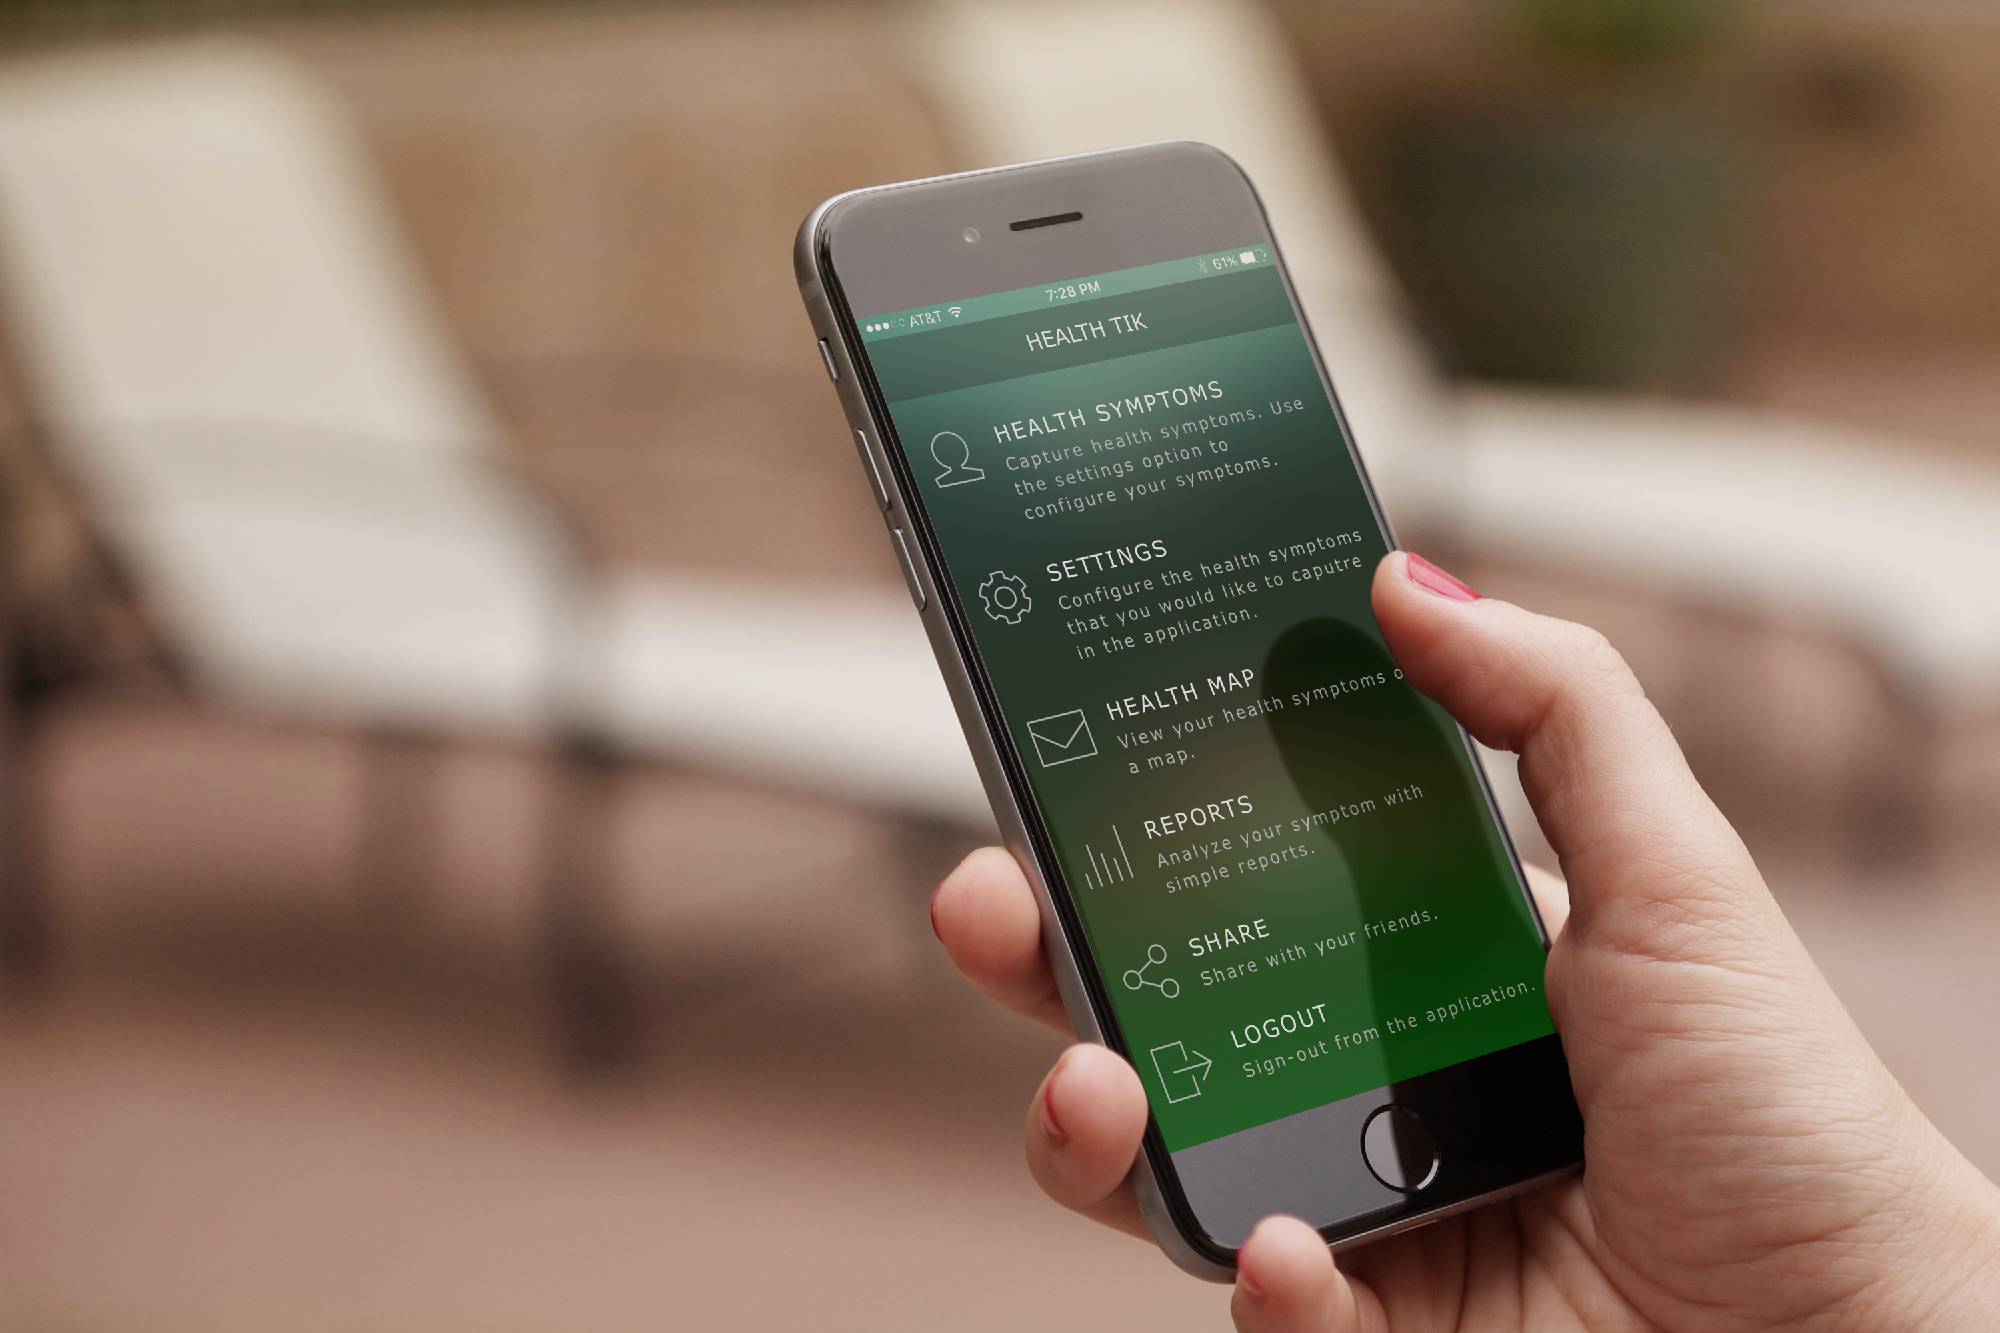 AT&T
7:28 PM
61%
HEALTH TIK
HEALTH SYMPTOMS
Capture health symptoms. Use
the settings option to
configure your symptoms.
SETTINGS
Configure the health symptoms
that you would like to caputre
in the application.
HEALTH MAP
View your health symptoms
a map.
REPORTS
Analyze your symptom with
simple reports.
SHARE
Share with your friends.
LOGOUT
Sign-out from the application.